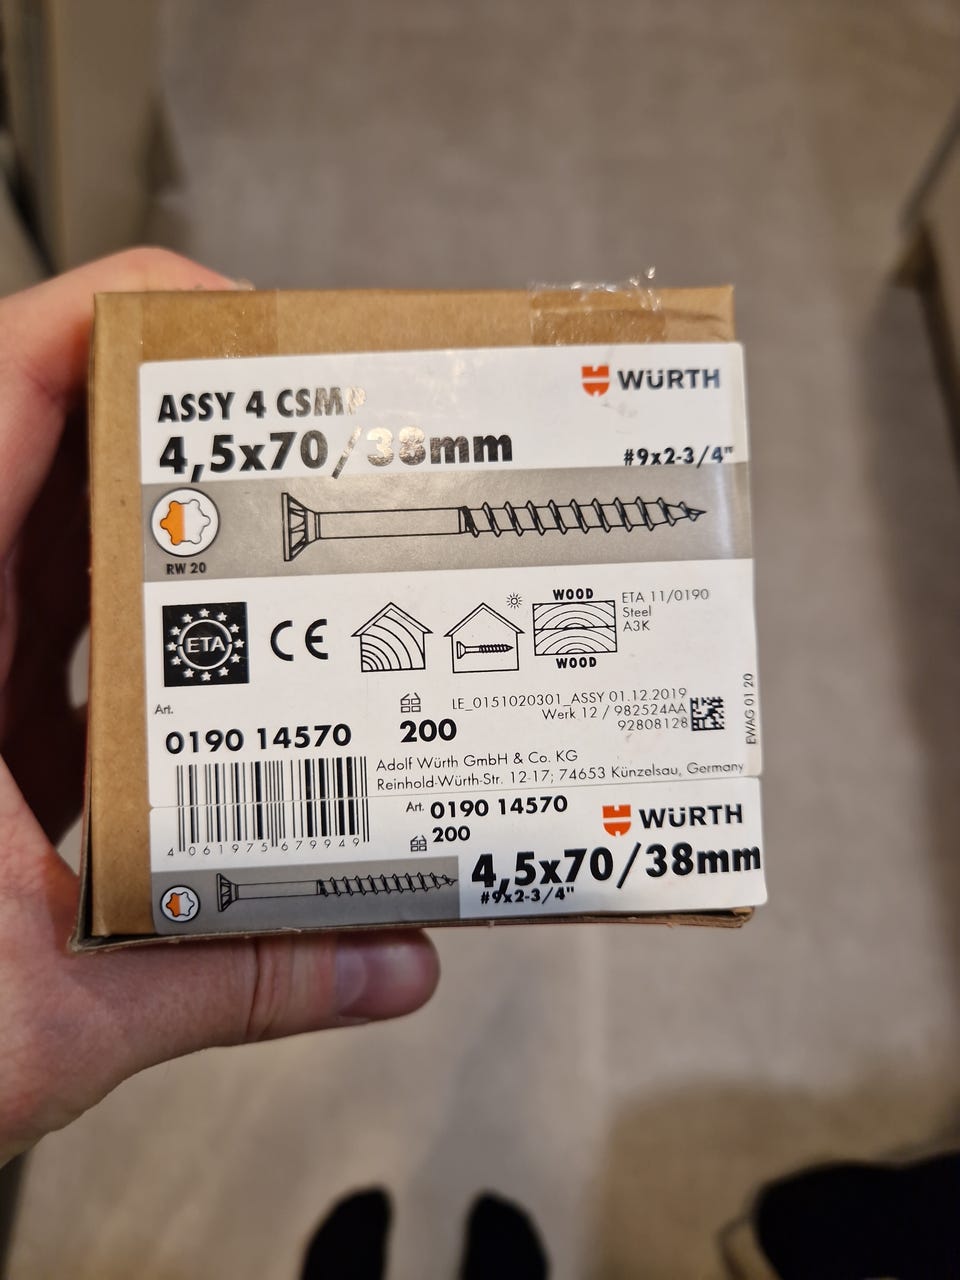 ASSY 4 CSMP
WÜRTH
4,5x70/38mm
#9x2-3/4"
RW 20
WOOD
ETA 11/0190
Steel
A3K
ETA
CE
WOOD
Art.
LE_0151020301_ASSY 01.12.2019
Werk 12 / 982524AA
92808128
EWAG 01 20
0190 14570
200
Adolf Würth GmbH & Co. KG
Reinhold-Würth-Str. 12-17; 74653 Künzelsau, Germany
4 061975 679949
Art. 0190 14570
200
WÜRTH
4,5x70/38mm
#9x2-3/4"